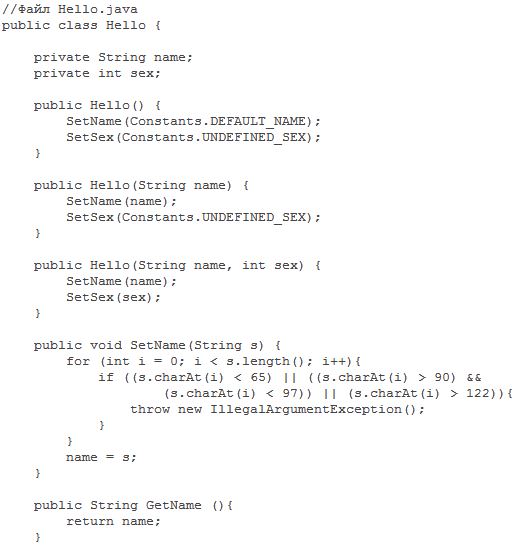 //Файл Hello.java
public class Hello {
private String name;
private int sex;
public Hello() {
SetName(Constants.DEFAULT_NAME);
SetSex(Constants.UNDEFINED_SEX);
}
public Hello(String name) {
SetName(name);
SetSex(Constants.UNDEFINED_SEX);
}
public Hello(String name, int sex) {
SetName(name);
SetSex(sex);
}
public void SetName(String s) {
for (int i = 0; i < s.length(); i++){
if ((s.charAt(i) < 65) || ((s.charAt(i) > 90) &&
(s.charAt(i) < 97)) || (s.charAt(i) > 122)){
throw new IllegalArgumentException();
}
}
name = s;
}
public String GetName (){
return name;
}